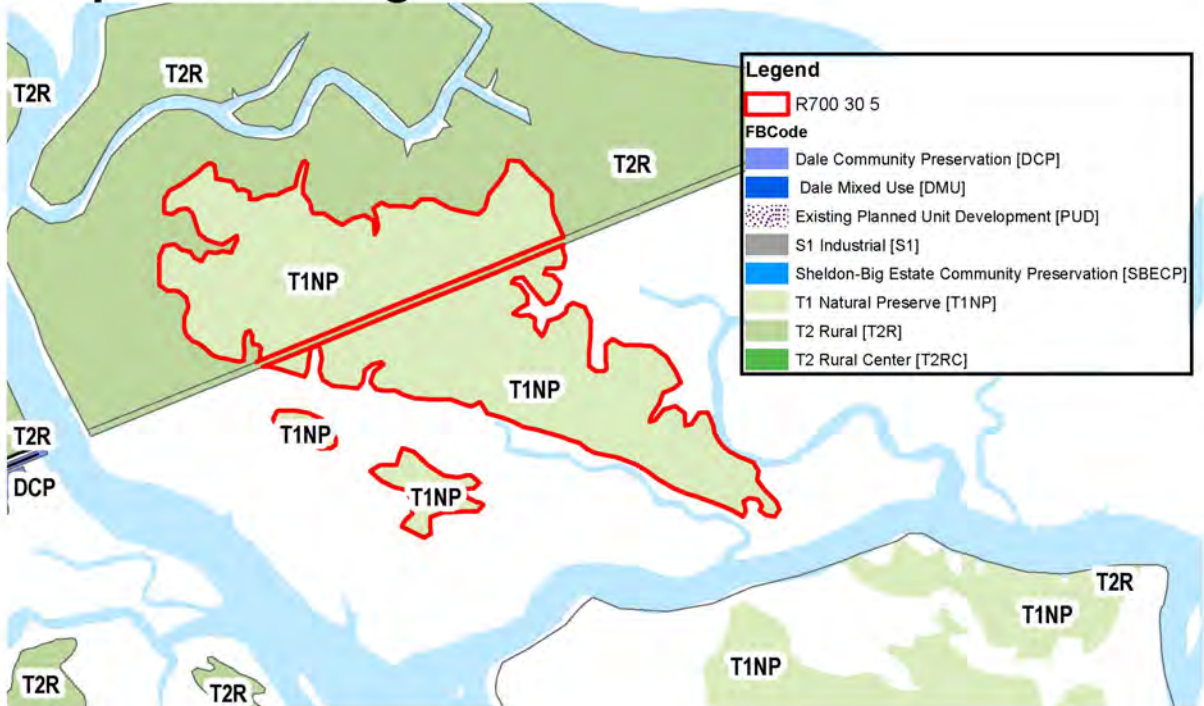 T2R
T2R
T2R
T1NP
T1NP
T1NP
T1NP
T2R
DCP
T2R
T1NP
T1NP
T2R
T2R
Legend
R700 30 5
FBCode
Dale Community Preservation [DCP]
Dale Mixed Use [DMU]
Existing Planned Unit Development [PUD]
S1 Industrial [S1]
Sheldon-Big Estate Community Preservation [SBECP]
T1 Natural Preserve [T1NP]
T2 Rural [T2R]
T2 Rural Center [T2RC]